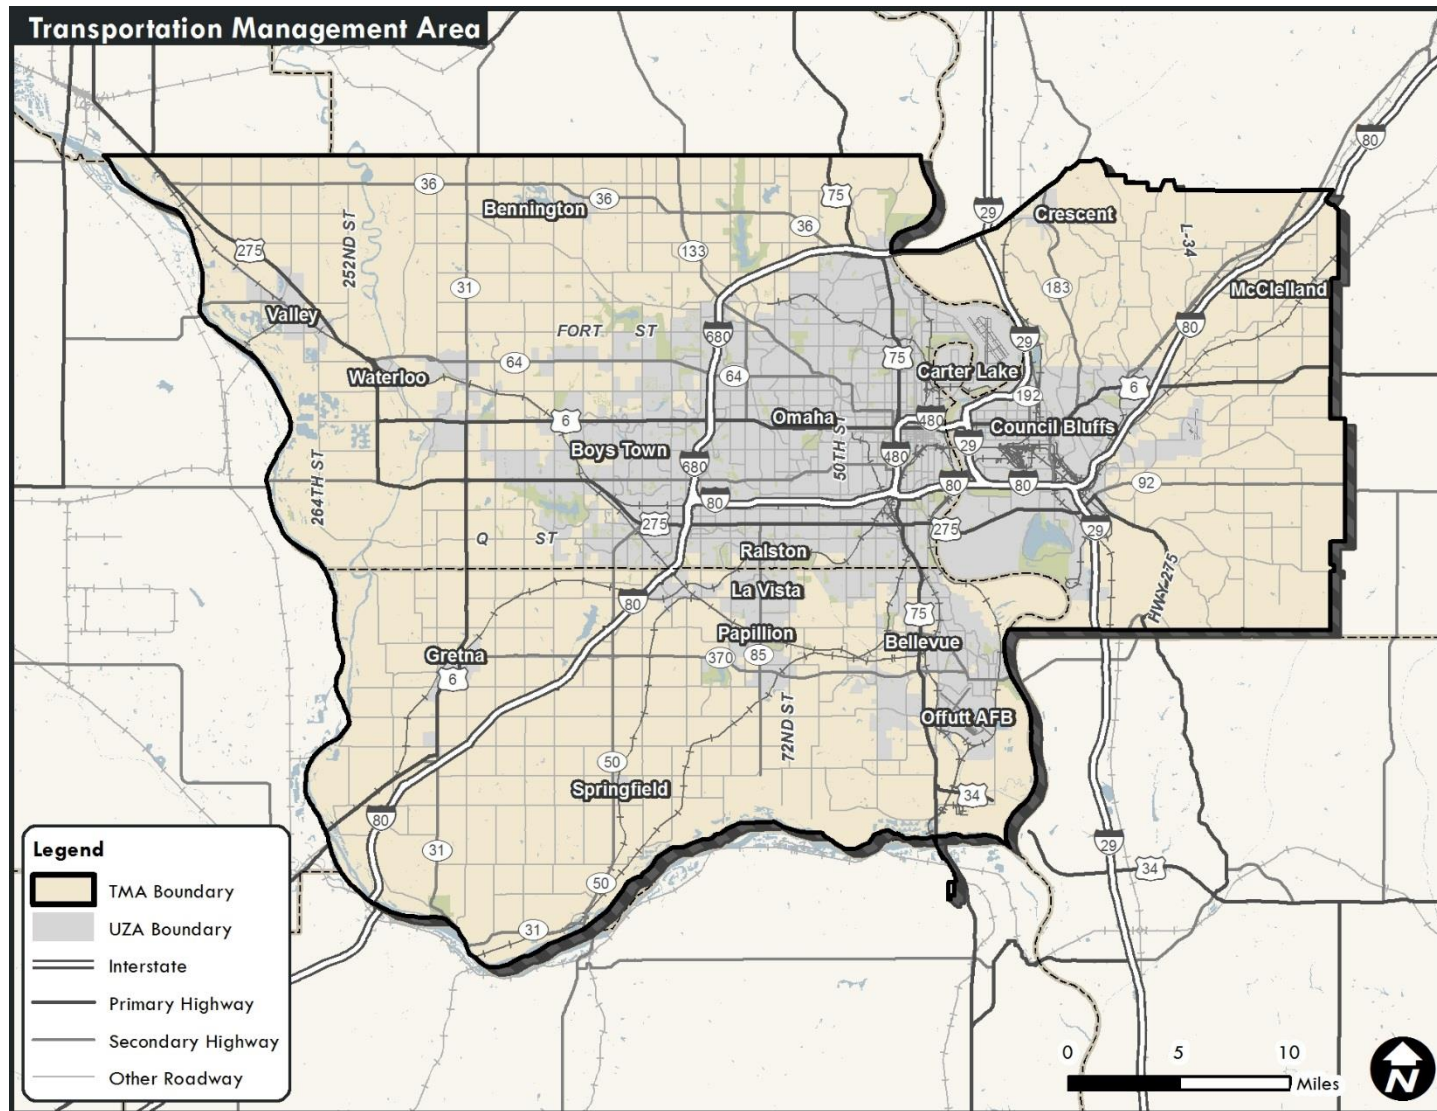 Transportation Management Area
80
36
Bennington
36
75
29
Crescent
L-34
275
252ND ST
133
36
31
183
McClelland
Valley
FORT ST
680
29
80
64
75
Waterloo
64
Carter Lake
192
6
6
Omaha
480
Council Bluffs
Boys Town
50TH ST
29
680
480
80
80
92
80
264TH ST
275
275
29
Q ST
Ralston
HWY 275
80
La Vista
75
Papillion
Bellevue
Gretna
370
85
6
72ND ST
Offutt AFB
50
Springfield
34
80
29
31
34
50
31
Legend
TMA Boundary
UZA Boundary
Interstate
Primary Highway
Secondary Highway
Other Roadway
0 5 10
Miles
N